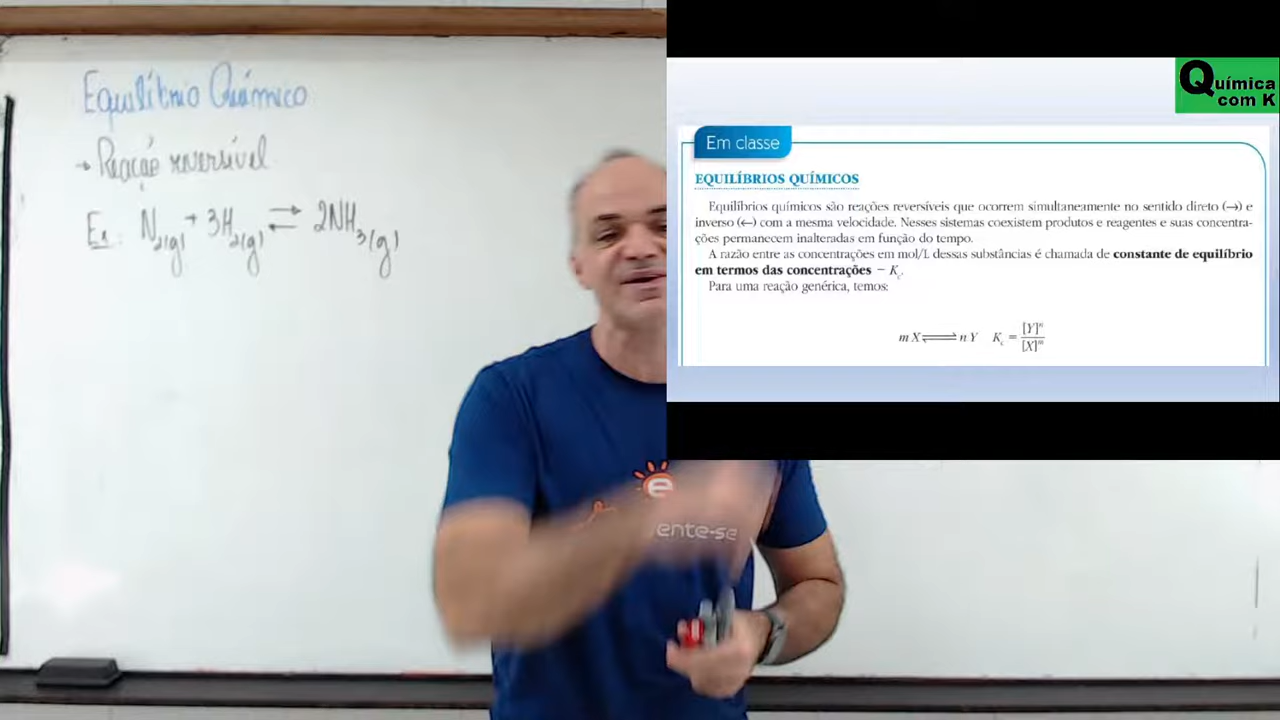 Equilíbrio Químico
→ Reação reversível
Ex: N2(g) + 3H2(g) ⇄ 2NH3(g)
Química
com K
Em classe
EQUILÍBRIOS QUÍMICOS
Equilíbrios químicos são reações reversíveis que ocorrem simultaneamente no sentido direto (→) e
inverso (←) com a mesma velocidade. Nesses sistemas coexistem produtos e reagentes e suas concentra-
ções permanecem inalteradas em função do tempo.
A razão entre as concentrações em mol/L dessas substâncias é chamada de constante de equilíbrio
em termos das concentrações – Kc.
Para uma reação genérica, temos:
m X ⇄ n Y Kc = [Y]ⁿ / [X]ᵐ
e
ente-se